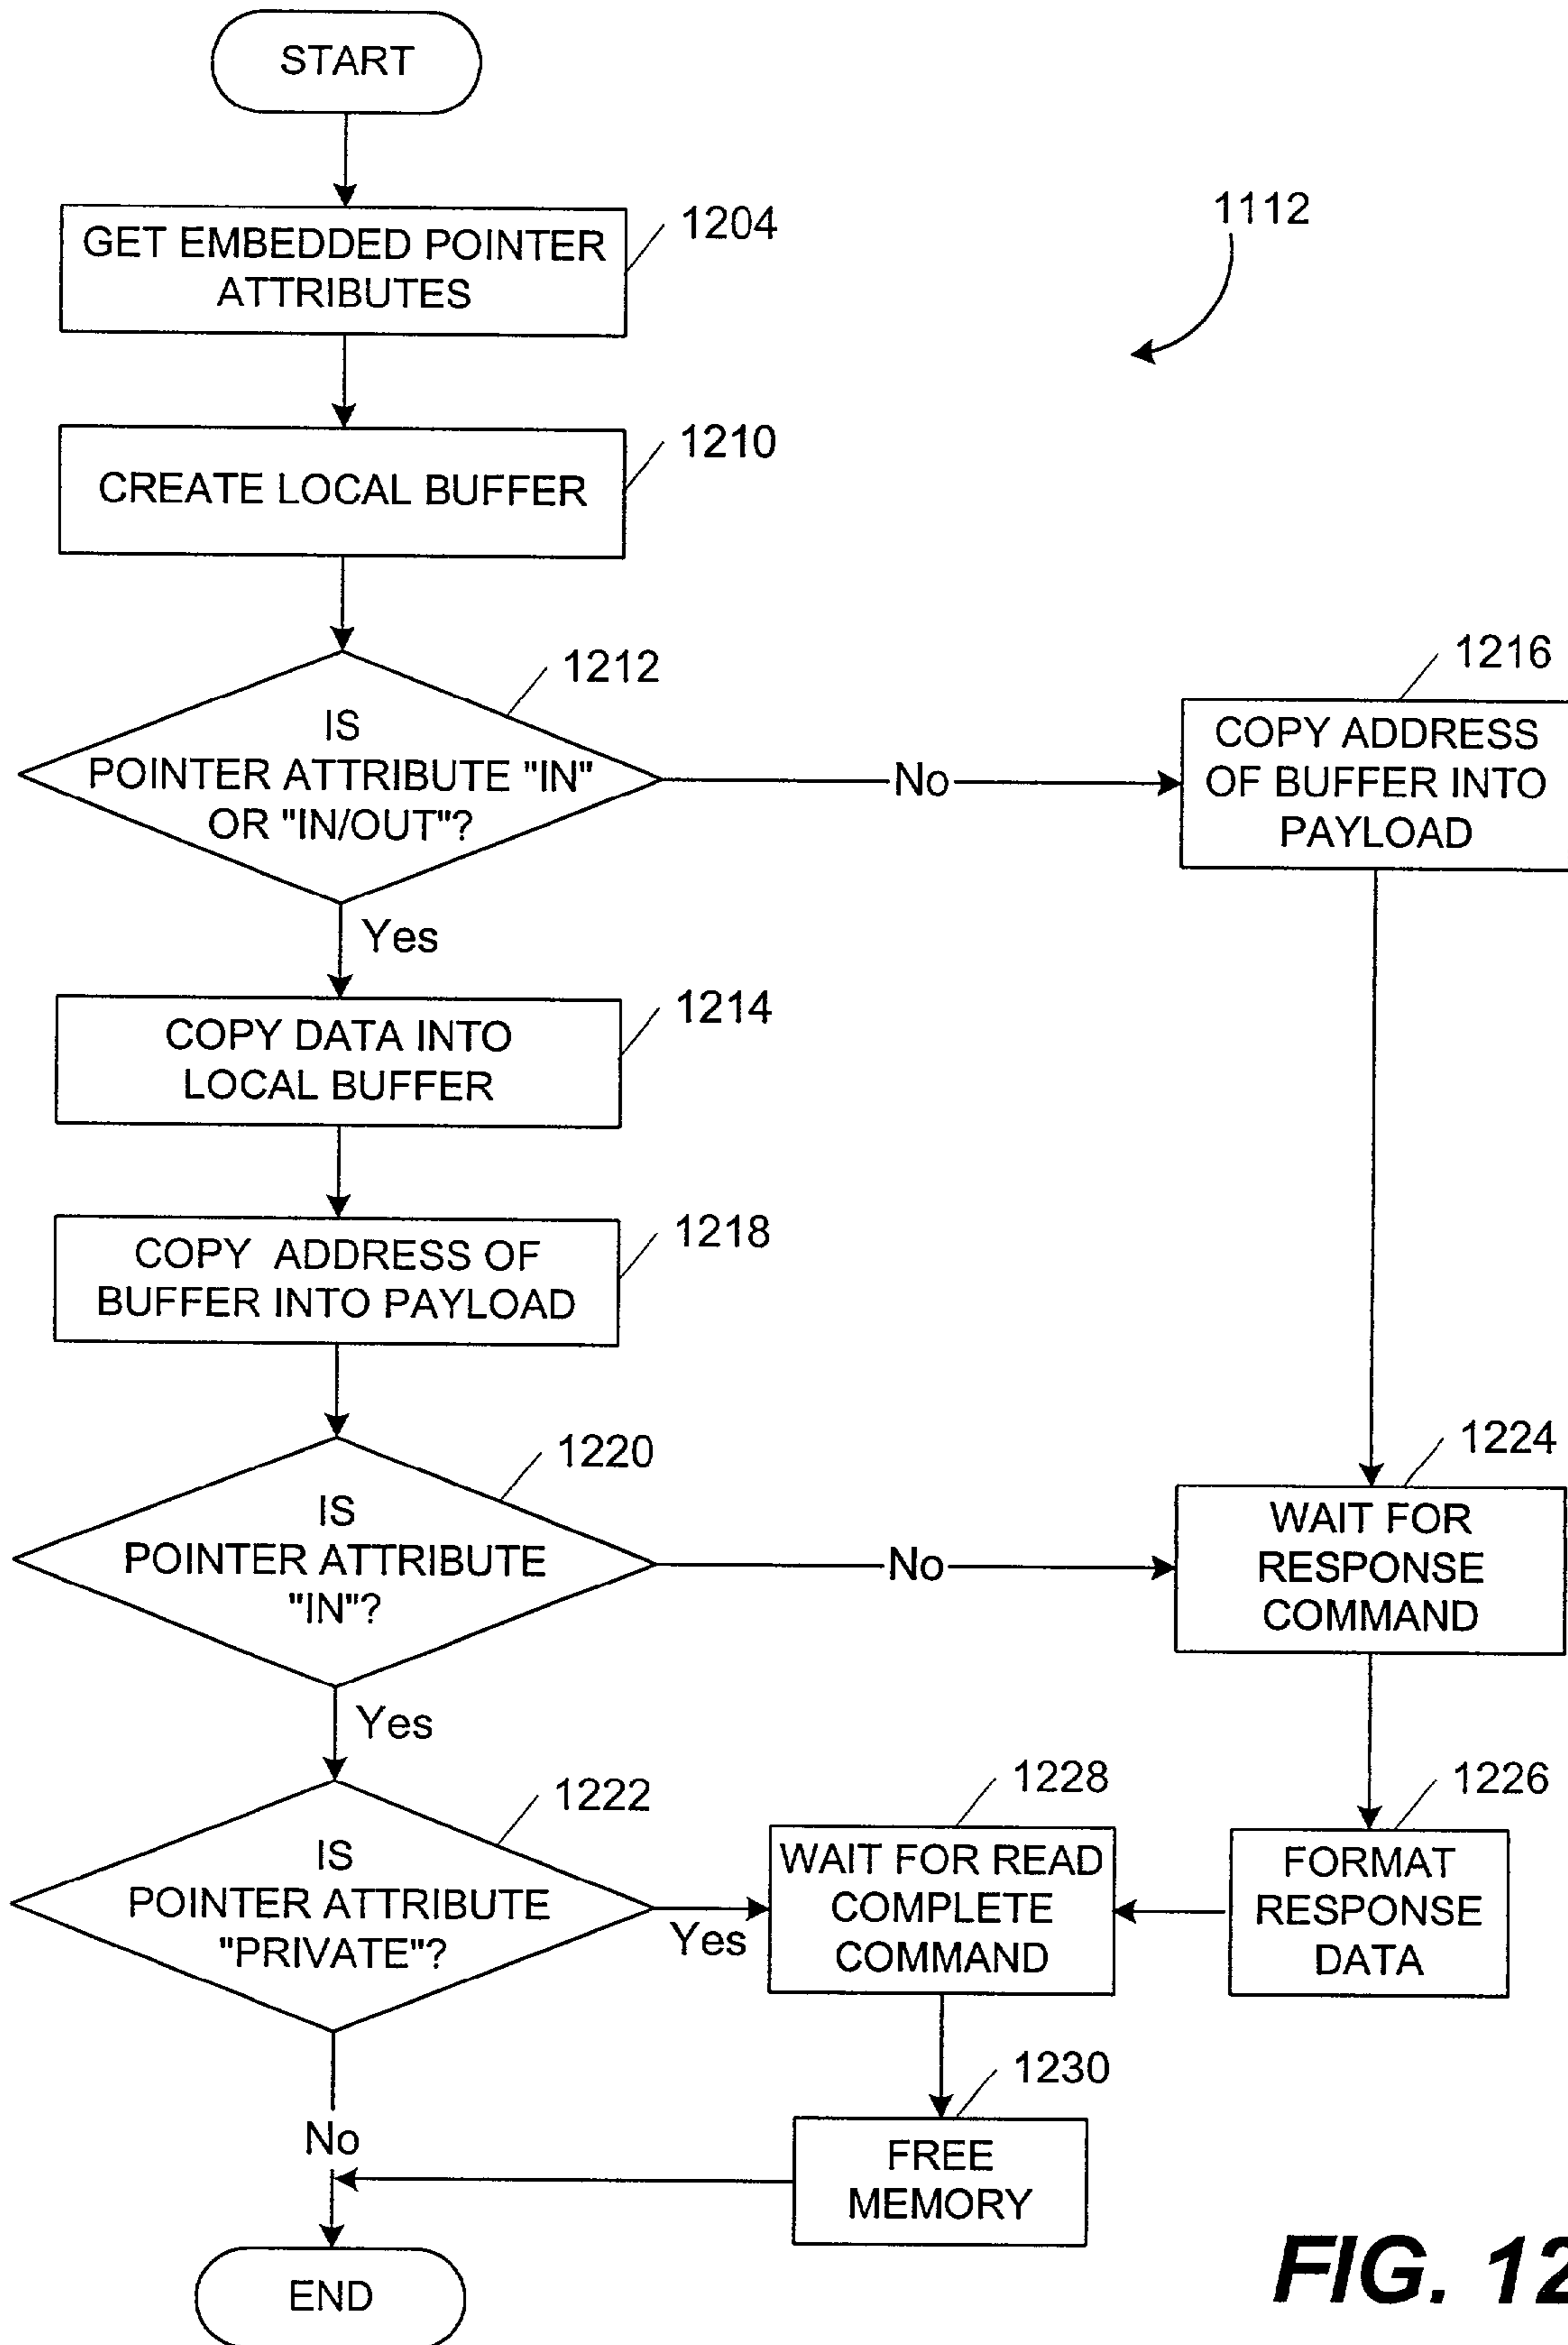 START
GET EMBEDDED POINTER
ATTRIBUTES
1204
1112
CREATE LOCAL BUFFER
1210
IS
POINTER ATTRIBUTE "IN"
OR "IN/OUT"?
1212
No
COPY ADDRESS
OF BUFFER INTO
PAYLOAD
1216
Yes
COPY DATA INTO
LOCAL BUFFER
1214
COPY ADDRESS OF
BUFFER INTO PAYLOAD
1218
IS
POINTER ATTRIBUTE
"IN"?
1220
No
WAIT FOR
RESPONSE
COMMAND
1224
Yes
IS
POINTER ATTRIBUTE
"PRIVATE"?
1222
Yes
WAIT FOR READ
COMPLETE
COMMAND
1228
FORMAT
RESPONSE
DATA
1226
No
FREE
MEMORY
1230
END
FIG. 12